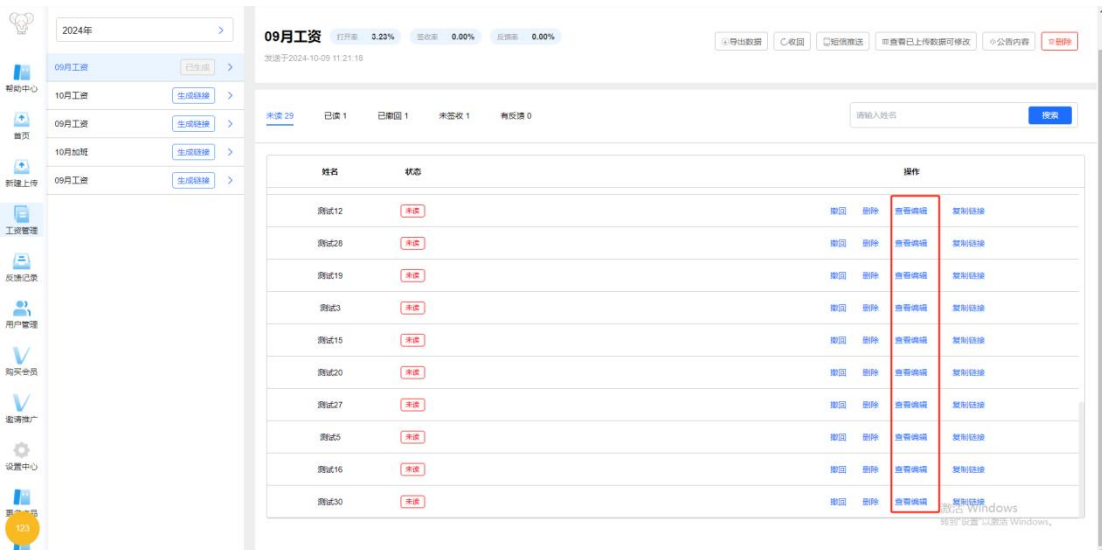 2024年
09月工资 已生成
10月工资 生成链接
09月工资 生成链接
10月加班 生成链接
09月工资 生成链接
帮助中心
首页
新建上传
工资管理
反馈记录
用户管理
购买会员
邀请推广
设置中心
123
09月工资 打开率 3.23% 签收率 0.00% 反馈率 0.00%
发送于2024-10-09 11:21:16
导出数据 收回 短信推送 查看已上传数据可修改 公告内容 删除
未读 29 已读 1 已撤回 1 未签收 1 有反馈 0
请输入姓名 搜索
姓名 状态 操作
测试12 未读 撤回 删除 查看编辑 复制链接
测试28 未读 撤回 删除 查看编辑 复制链接
测试19 未读 撤回 删除 查看编辑 复制链接
测试3 未读 撤回 删除 查看编辑 复制链接
测试15 未读 撤回 删除 查看编辑 复制链接
测试20 未读 撤回 删除 查看编辑 复制链接
测试27 未读 撤回 删除 查看编辑 复制链接
测试5 未读 撤回 删除 查看编辑 复制链接
测试16 未读 撤回 删除 查看编辑 复制链接
测试30 未读 撤回 删除 查看编辑 复制链接
激活 Windows
转到"设置"以激活 Windows。